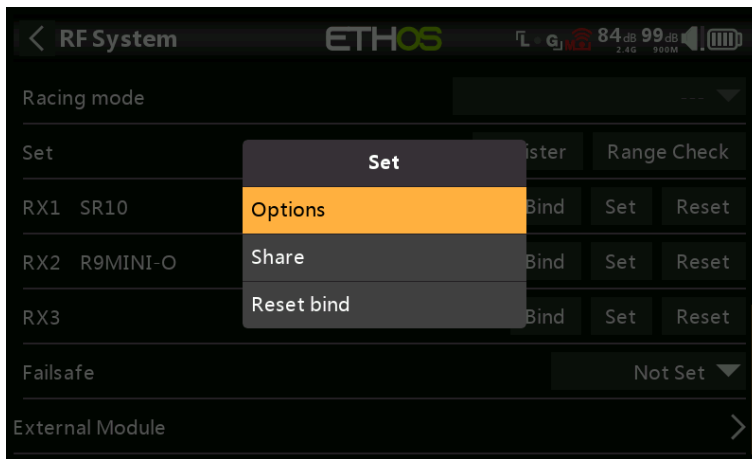 RF System ETHOS 84dB 2.4G 99dB 900M
Racing mode ---
Set ister Range Check
Set
RX1 SR10 Bind Set Reset
Options
RX2 R9MINI-O Bind Set Reset
Share
RX3 Bind Set Reset
Reset bind
Failsafe Not Set
External Module